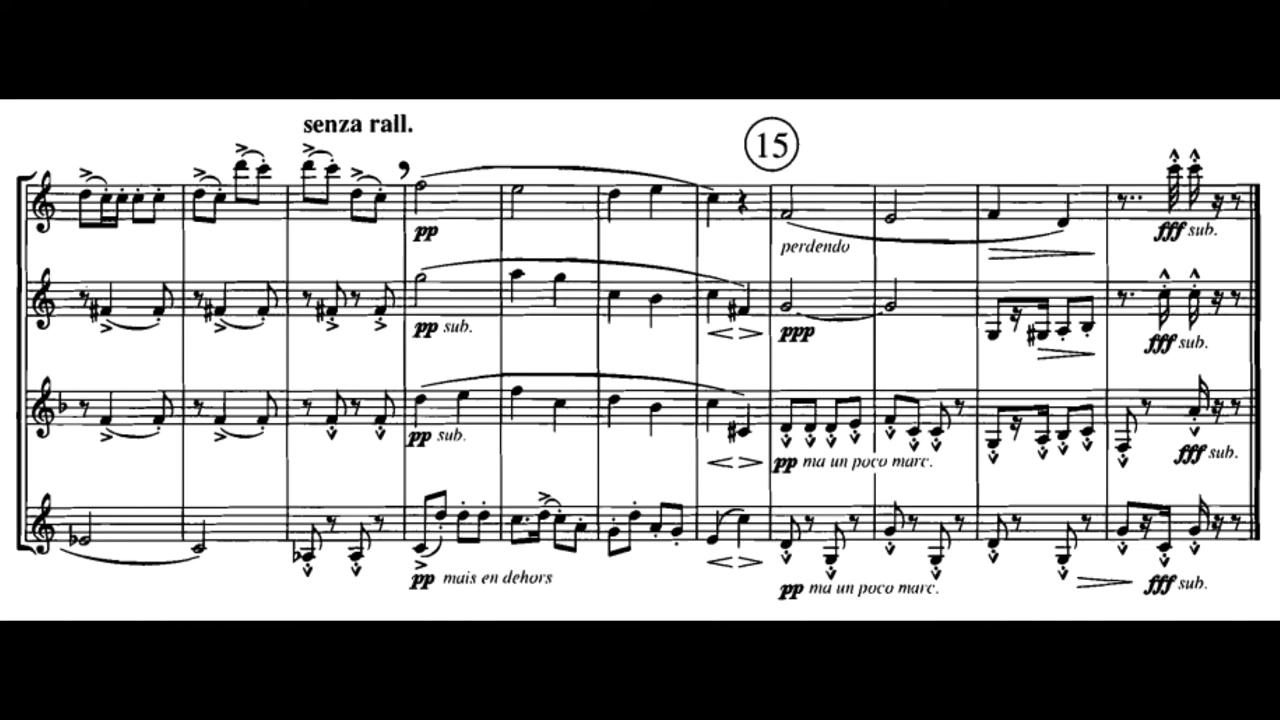 senza rall.
15
pp
perdendo
fff sub.
pp sub.
ppp
fff sub.
pp sub.
pp ma un poco marc.
fff sub.
pp mais en dehors
pp ma un poco marc.
fff sub.